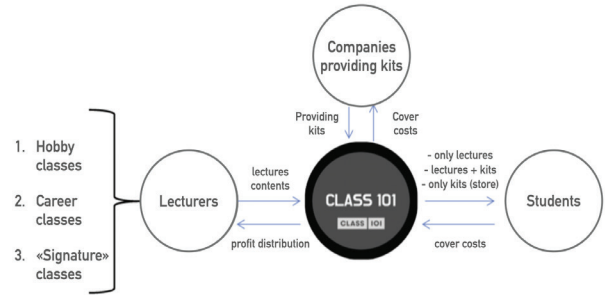 Companies
providing kits
Providing
kits
Cover
costs
1. Hobby
classes
2. Career
classes
3. «Signature»
classes
Lecturers
lectures
contents
profit distribution
CLASS 101
CLASS 101
- only lectures
- lectures + kits
- only kits (store)
cover costs
Students